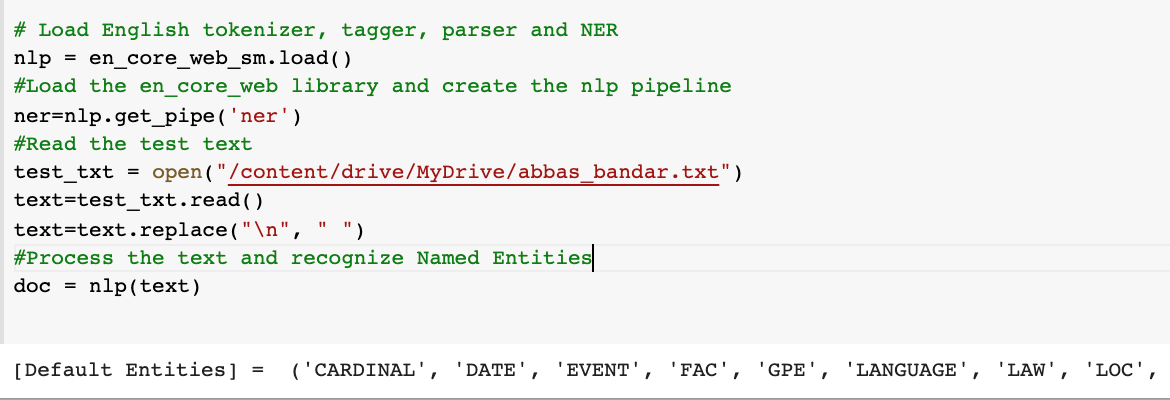 # Load English tokenizer, tagger, parser and NER
nlp = en_core_web_sm.load()
#Load the en_core_web library and create the nlp pipeline
ner=nlp.get_pipe('ner')
#Read the test text
test_txt = open("/content/drive/MyDrive/abbas_bandar.txt")
text=test_txt.read()
text=text.replace("\n", " ")
#Process the text and recognize Named Entities
doc = nlp(text)
[Default Entities] =  ('CARDINAL', 'DATE', 'EVENT', 'FAC', 'GPE', 'LANGUAGE', 'LAW', 'LOC',